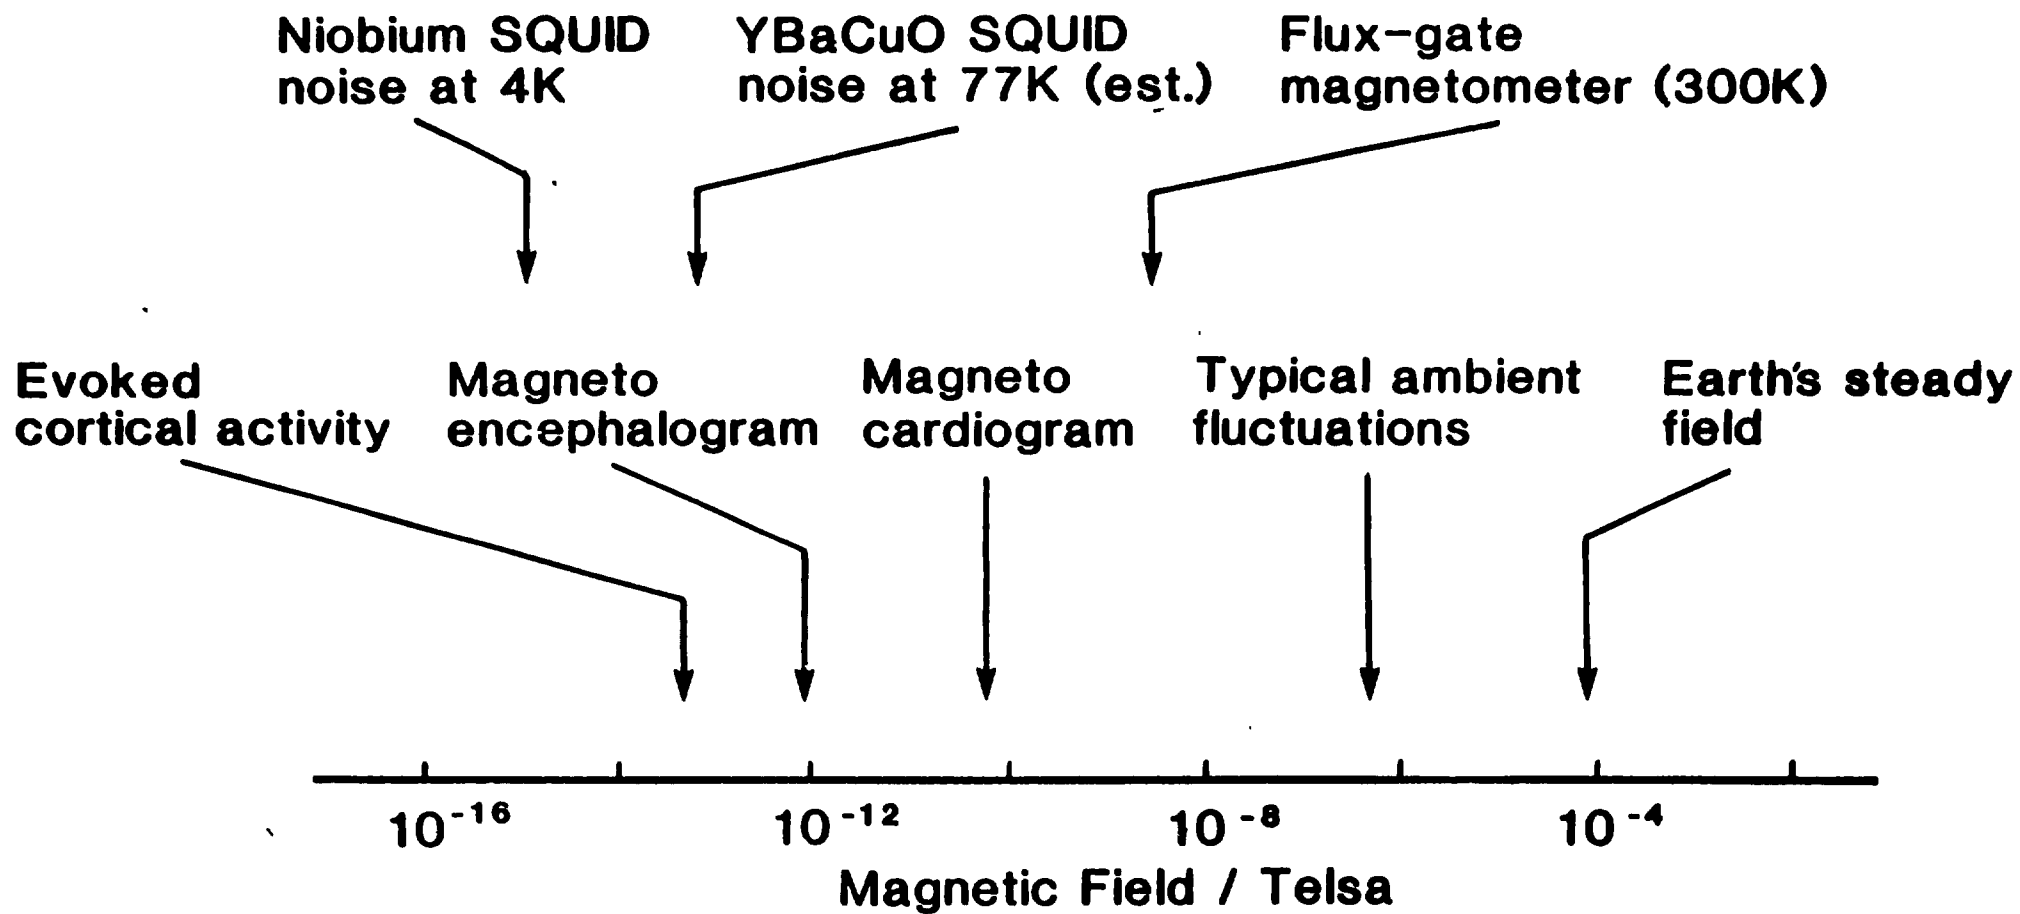 Niobium SQUID
noise at 4K
YBaCuO SQUID
noise at 77K (est.)
Flux-gate
magnetometer (300K)
Evoked
cortical activity
Magneto
encephalogram
Magneto
cardiogram
Typical ambient
fluctuations
Earth's steady
field
10⁻¹⁶
10⁻¹²
10⁻⁸
10⁻⁴
Magnetic Field / Telsa